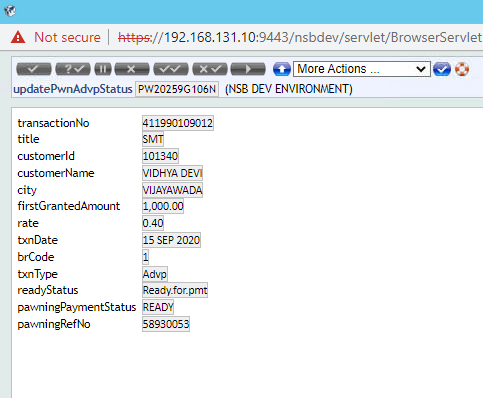 Not secure https://192.168.131.10:9443/nsbdev/servlet/BrowserServlet
More Actions ...
updatePwnAdvpStatus PW20259G106N (NSB DEV ENVIRONMENT)
transactionNo 411990109012
title SMT
customerId 101340
customerName VIDHYA DEVI
city VIJAYAWADA
firstGrantedAmount 1,000.00
rate 0.40
txnDate 15 SEP 2020
brCode 1
txnType Advp
readyStatus Ready.for.pmt
pawningPaymentStatus READY
pawningRefNo 58930053